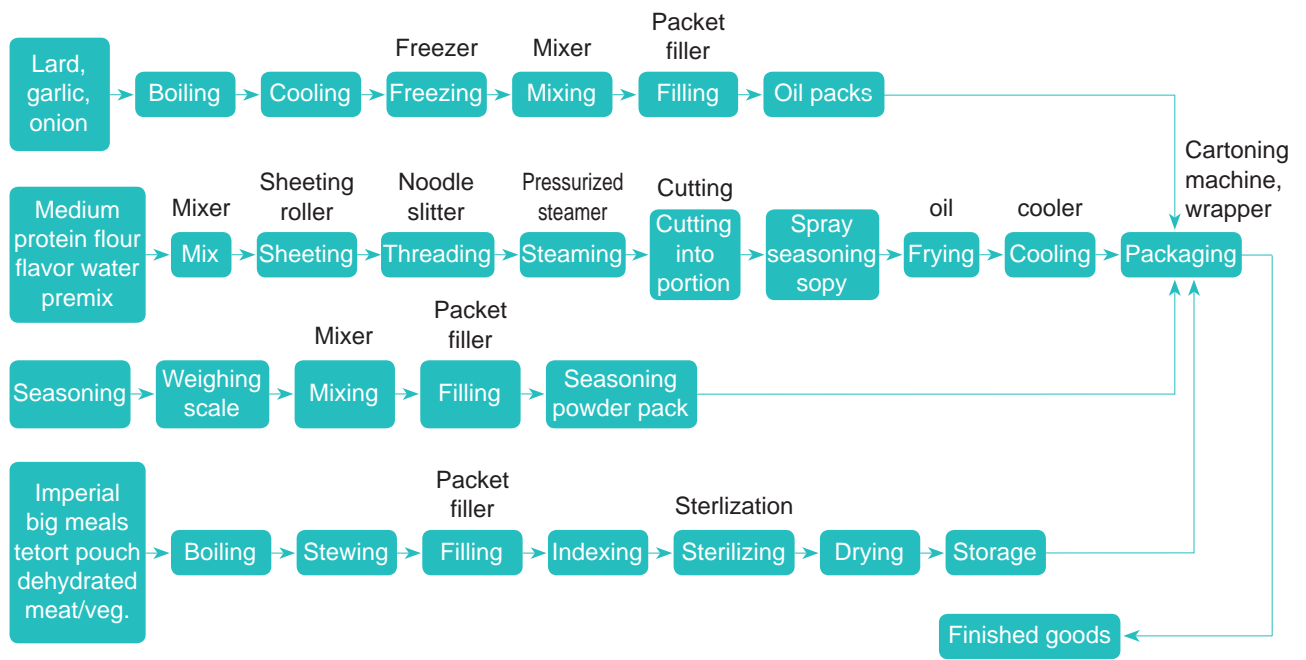 Lard,
garlic,
onion
Boiling
Cooling
Freezer
Freezing
Mixer
Mixing
Packet
filler
Filling
Oil packs
Cartoning
machine,
wrapper
Medium
protein flour
flavor water
premix
Mixer
Mix
Sheeting
roller
Sheeting
Noodle
slitter
Threading
Pressurized
steamer
Steaming
Cutting
Cutting
into
portion
Spray
seasoning
sopy
oil
Frying
cooler
Cooling
Packaging
Seasoning
Weighing
scale
Mixer
Mixing
Packet
filler
Filling
Seasoning
powder pack
Imperial
big meals
tetort pouch
dehydrated
meat/veg.
Boiling
Stewing
Packet
filler
Filling
Indexing
Sterlization
Sterilizing
Drying
Storage
Finished goods